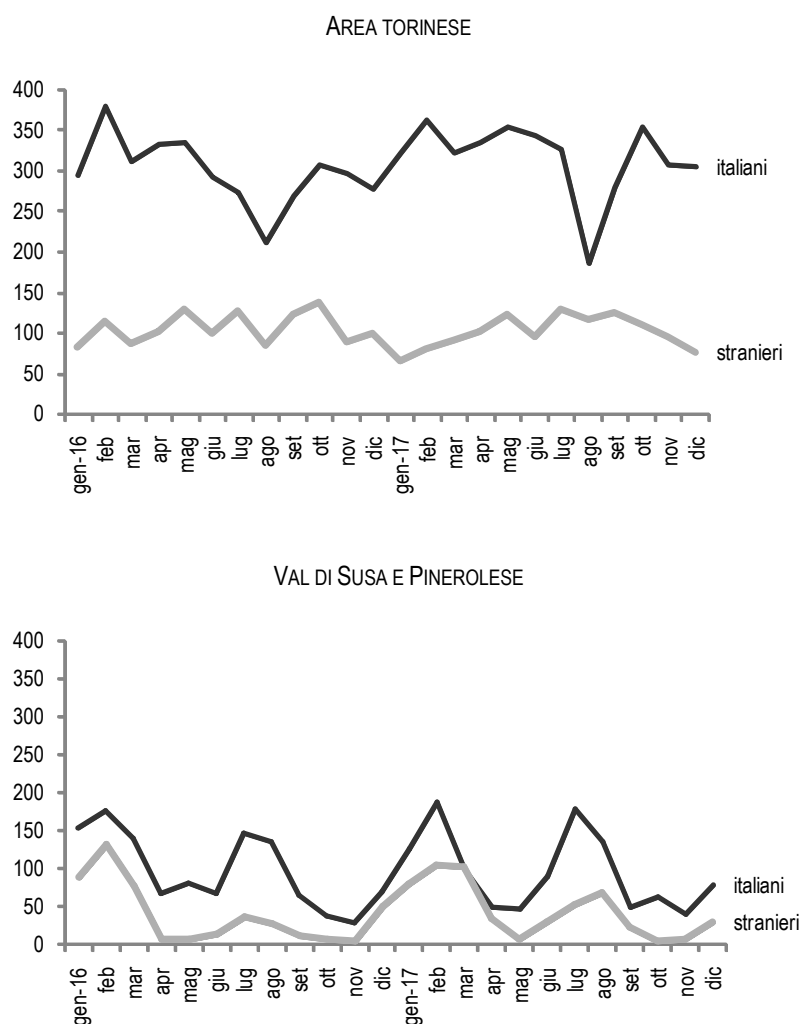 AREA TORINESE
400
350
300
250
200
150
100
50
0
italiani
stranieri
gen-16 feb mar apr mag giu lug ago set ott nov dic gen-17 feb mar apr mag giu lug ago set ott nov dic
VAL DI SUSA E PINEROLESE
400
350
300
250
200
150
100
50
0
italiani
stranieri
gen-16 feb mar apr mag giu lug ago set ott nov dic gen-17 feb mar apr mag giu lug ago set ott nov dic